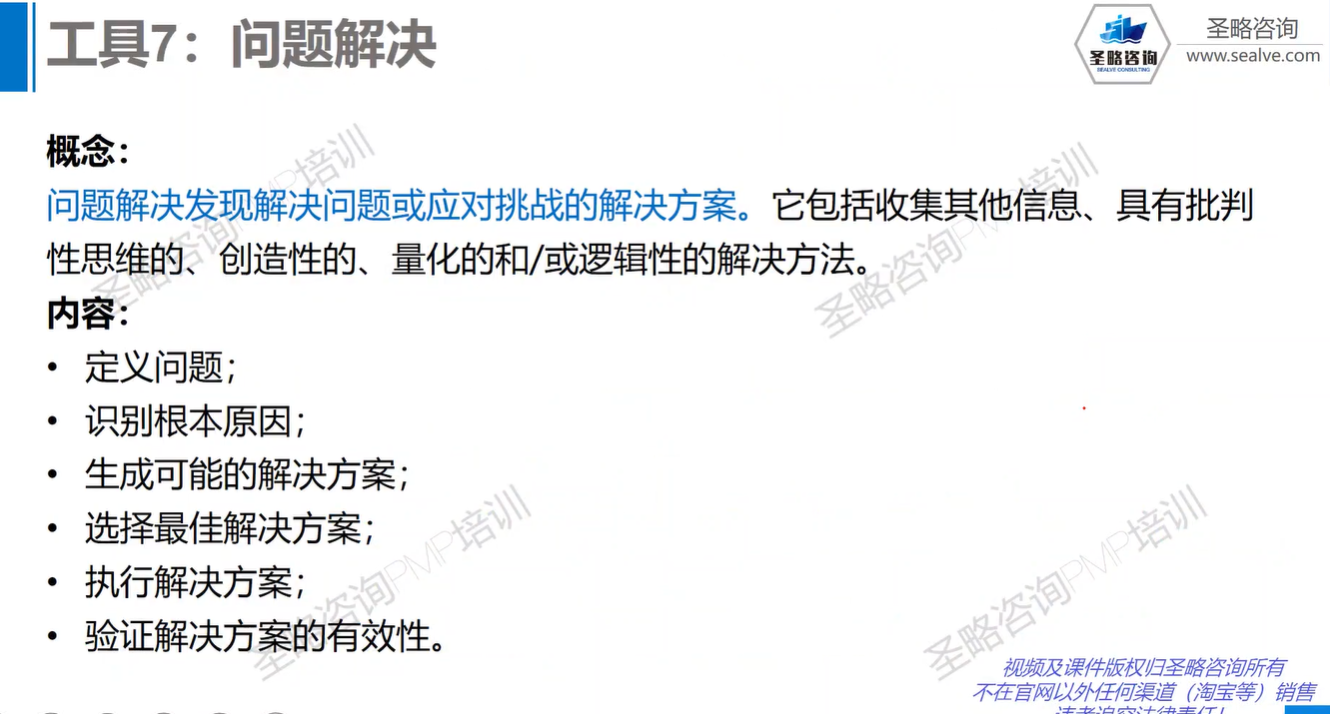 工具7：问题解决
圣略咨询
SEALVE CONSULTING
圣略咨询
www.sealve.com
概念：
问题解决发现解决问题或应对挑战的解决方案。它包括收集其他信息、具有批判
性思维的、创造性的、量化的和/或逻辑性的解决方法。
内容：
• 定义问题；
• 识别根本原因；
• 生成可能的解决方案；
• 选择最佳解决方案；
• 执行解决方案；
• 验证解决方案的有效性。
圣略咨询PMP培训
圣略咨询PMP培训
圣略咨询PMP培训
圣略咨询PMP培训
视频及课件版权归圣略咨询所有
不在官网以外任何渠道（淘宝等）销售
违者追究法律责任！